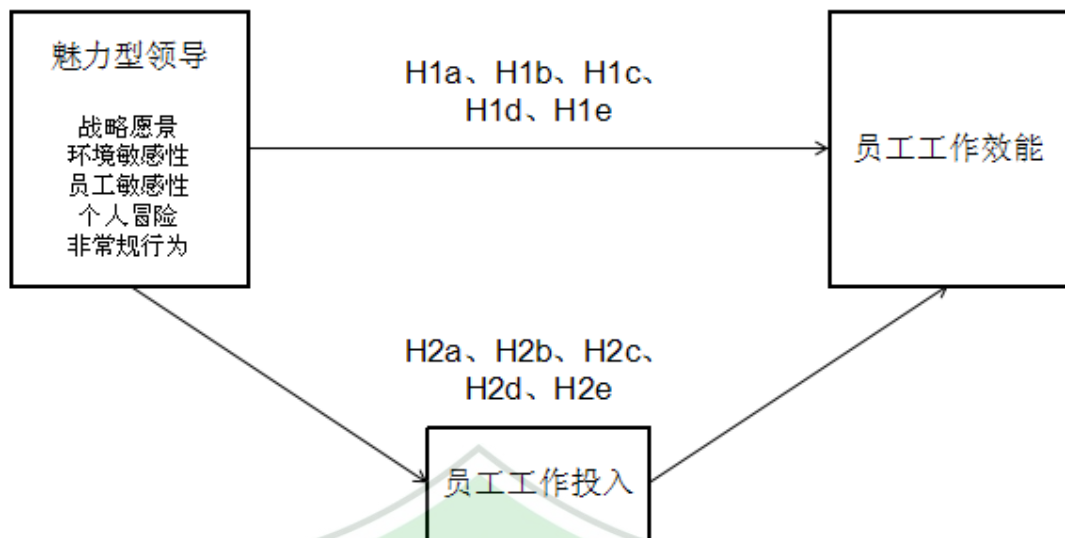 魅力型领导
战略愿景
环境敏感性
员工敏感性
个人冒险
非常规行为
H1a、H1b、H1c、
H1d、H1e
员工工作效能
H2a、H2b、H2c、
H2d、H2e
员工工作投入